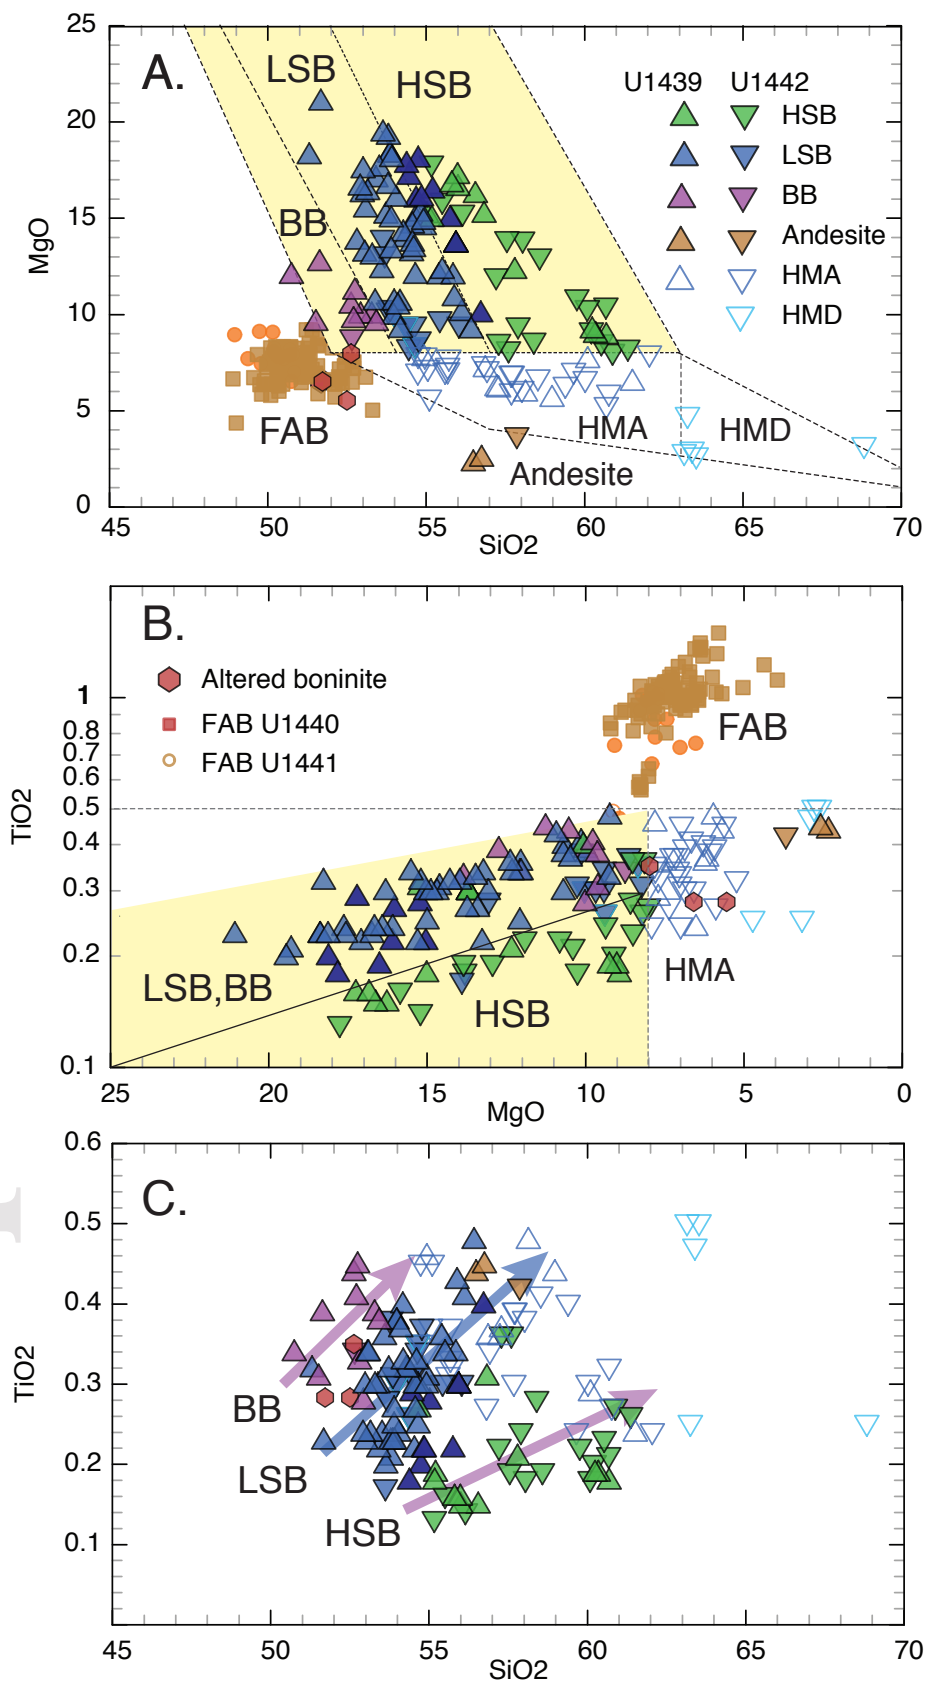 25
A.
LSB
HSB
U1439 U1442
HSB
20
LSB
BB
15
BB
Andesite
MgO
HMA
10
HMD
5
FAB
HMA
HMD
Andesite
0
45 50 55 60 65 70
SiO2
B.
Altered boninite
1
FAB U1440
FAB
0.8
FAB U1441
0.7
0.6
0.5
TiO2
0.4
0.3
0.2
LSB,BB
HMA
HSB
0.1
25 20 15 10 5 0
MgO
0.6
C.
0.5
0.4
TiO2
0.3
BB
0.2
LSB
HSB
0.1
45 50 55 60 65 70
SiO2